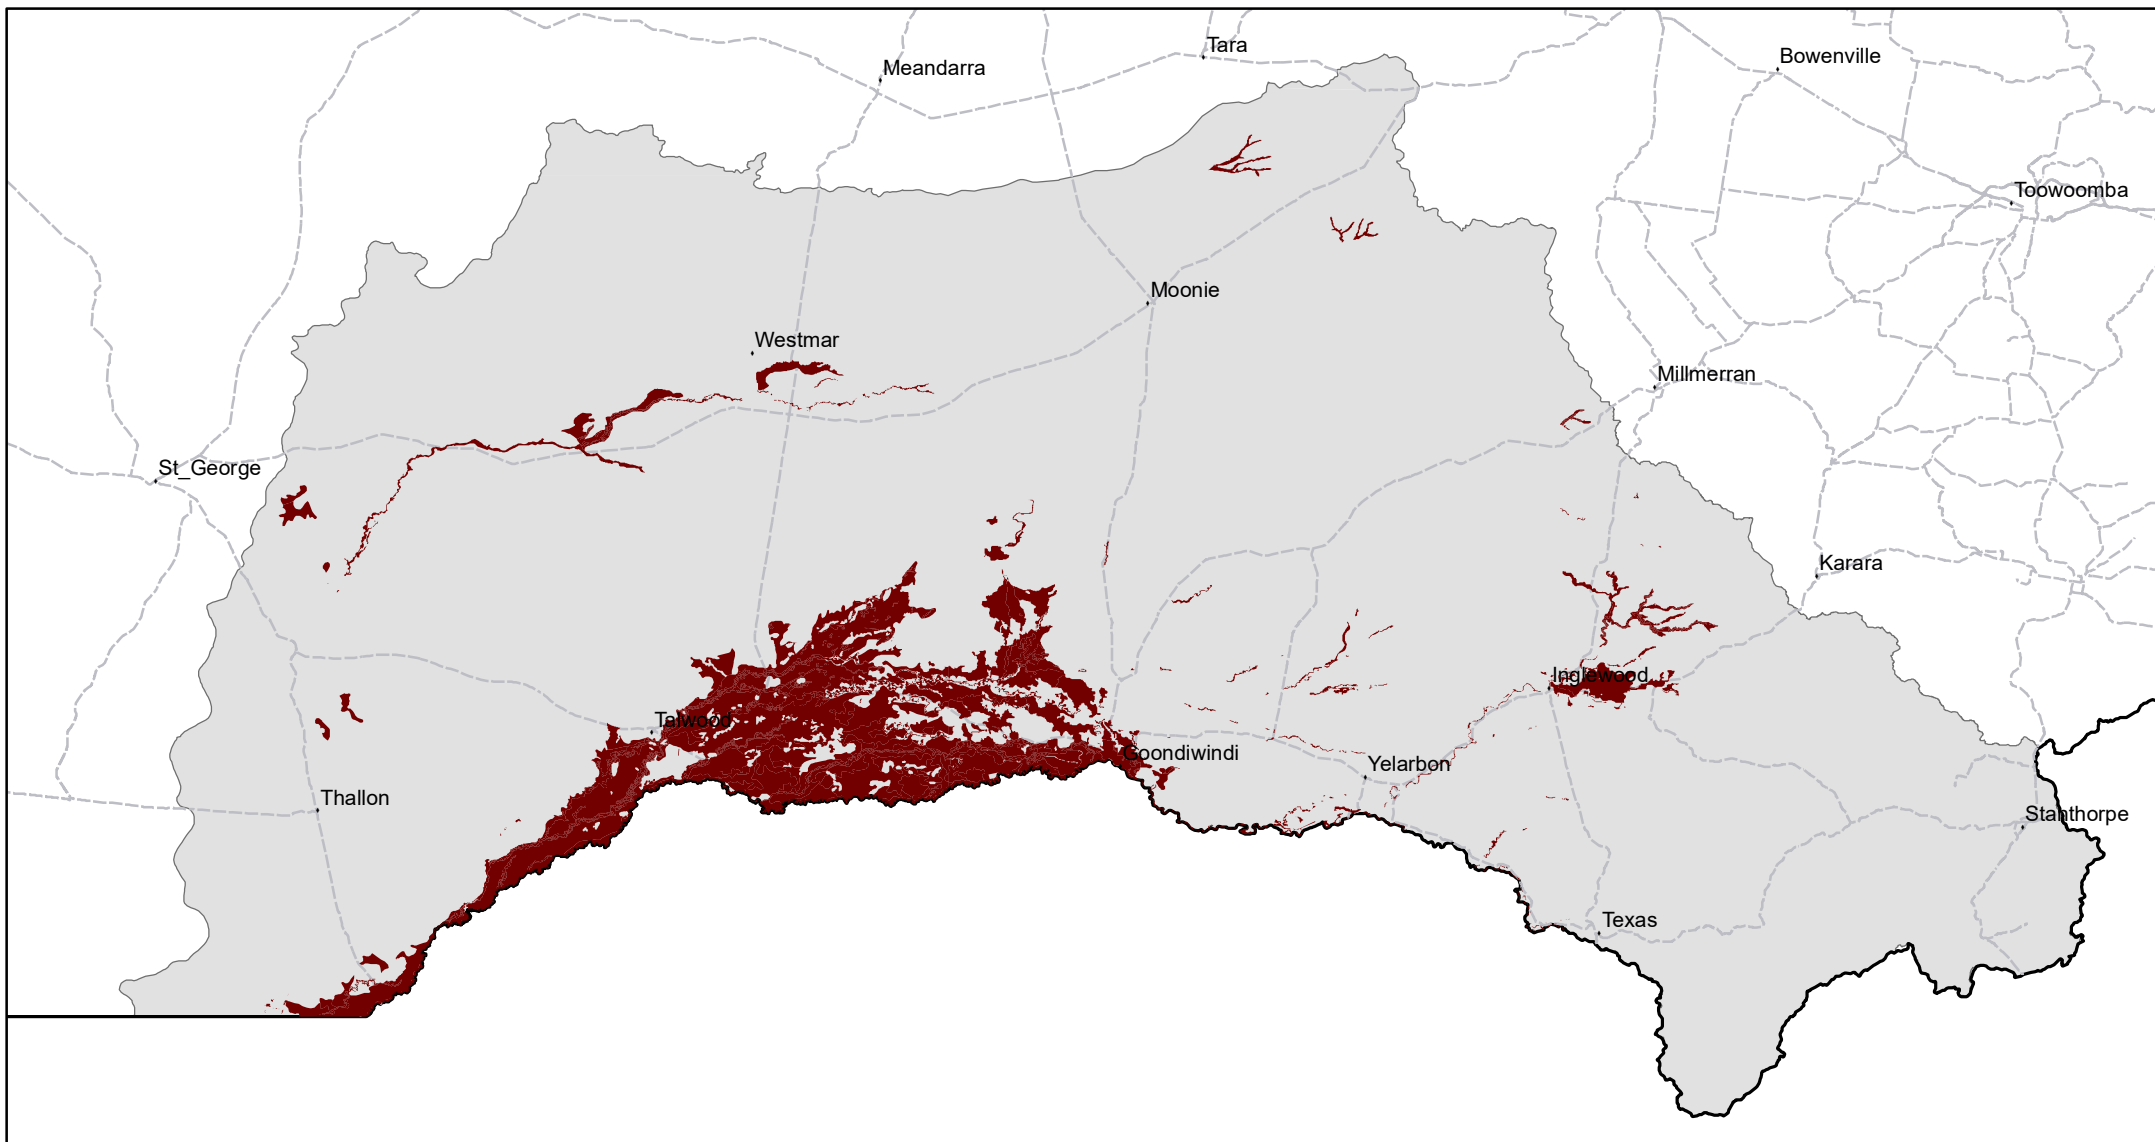 Tara
Bowenville
Meandarra
Toowoomba
Moonie
Westmar
Millmerran
St_George
Karara
Inglewood
Talwood
Goondiwindi
Yelarbon
Thallon
Stanthorpe
Texas